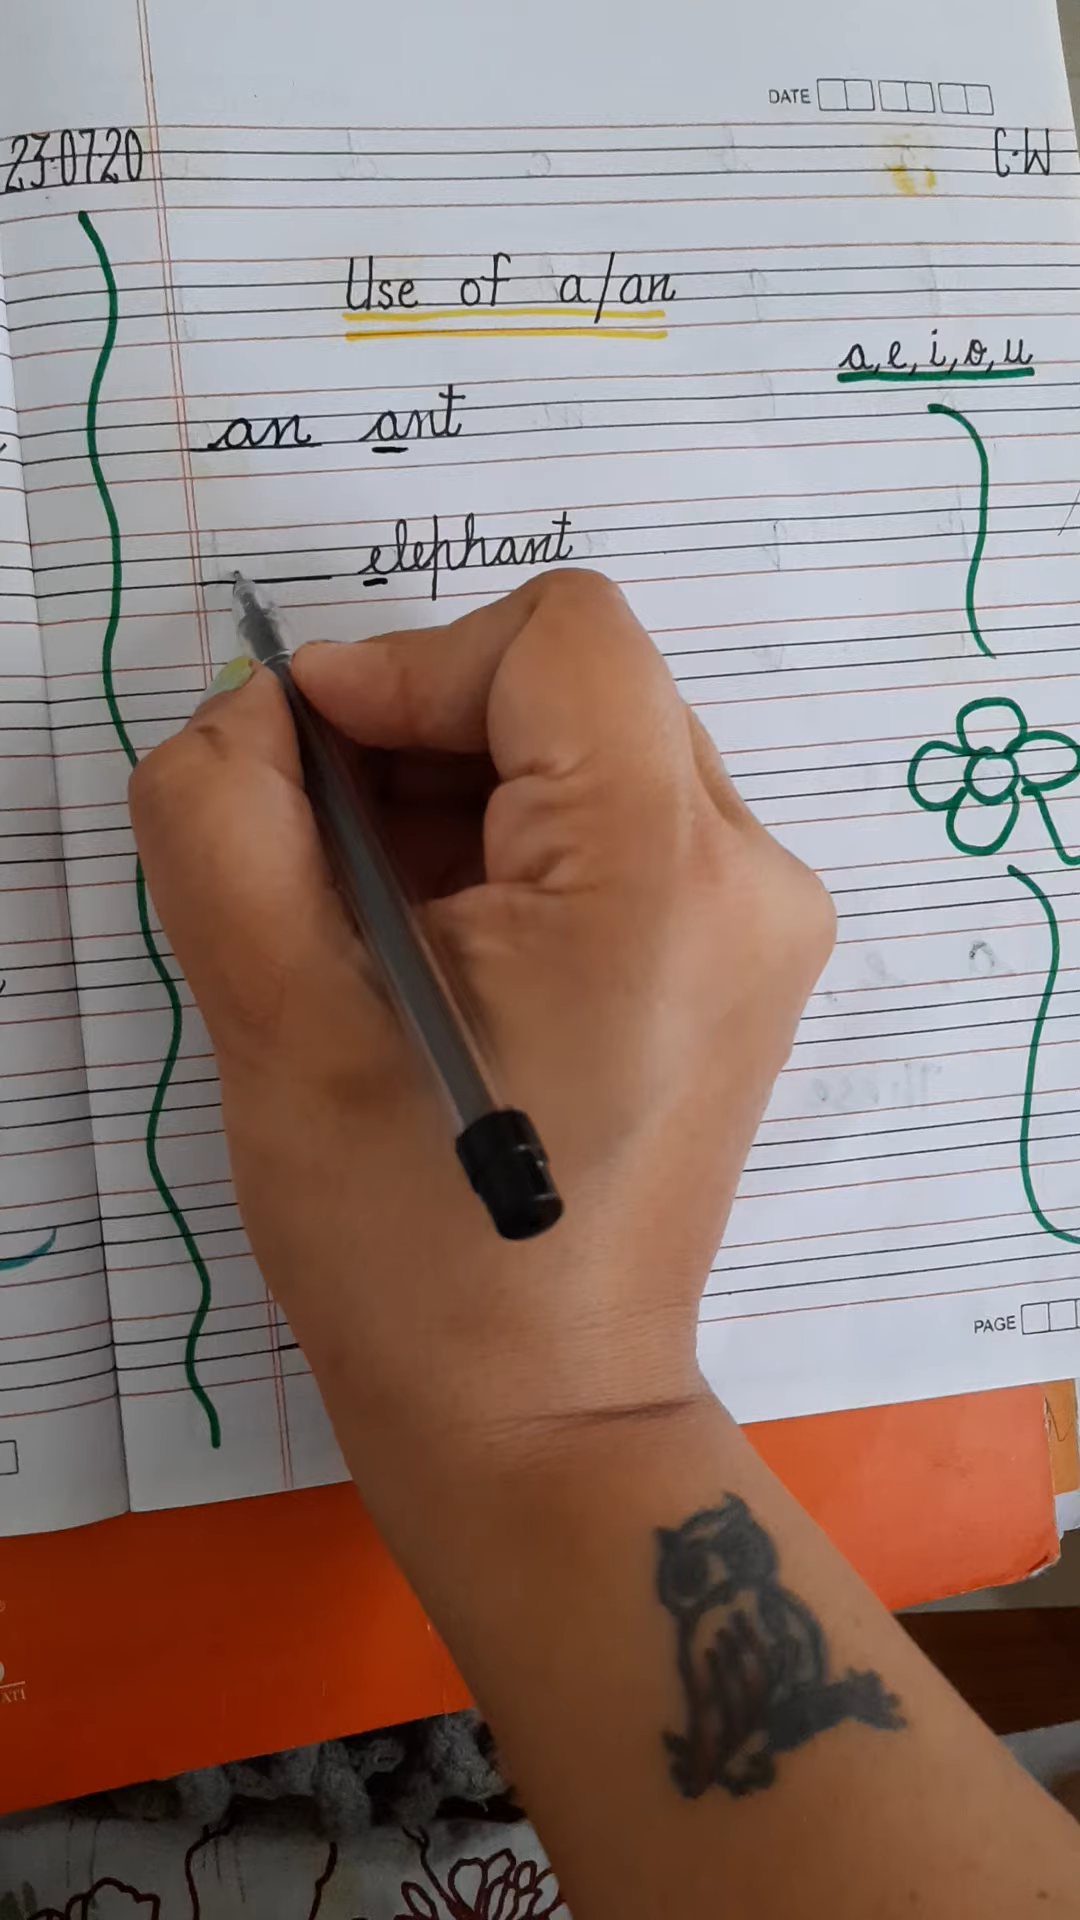 DATE
23.07.20 C.W
Use of a/an
a, e, i, o, u
an ant
elephant
PAGE